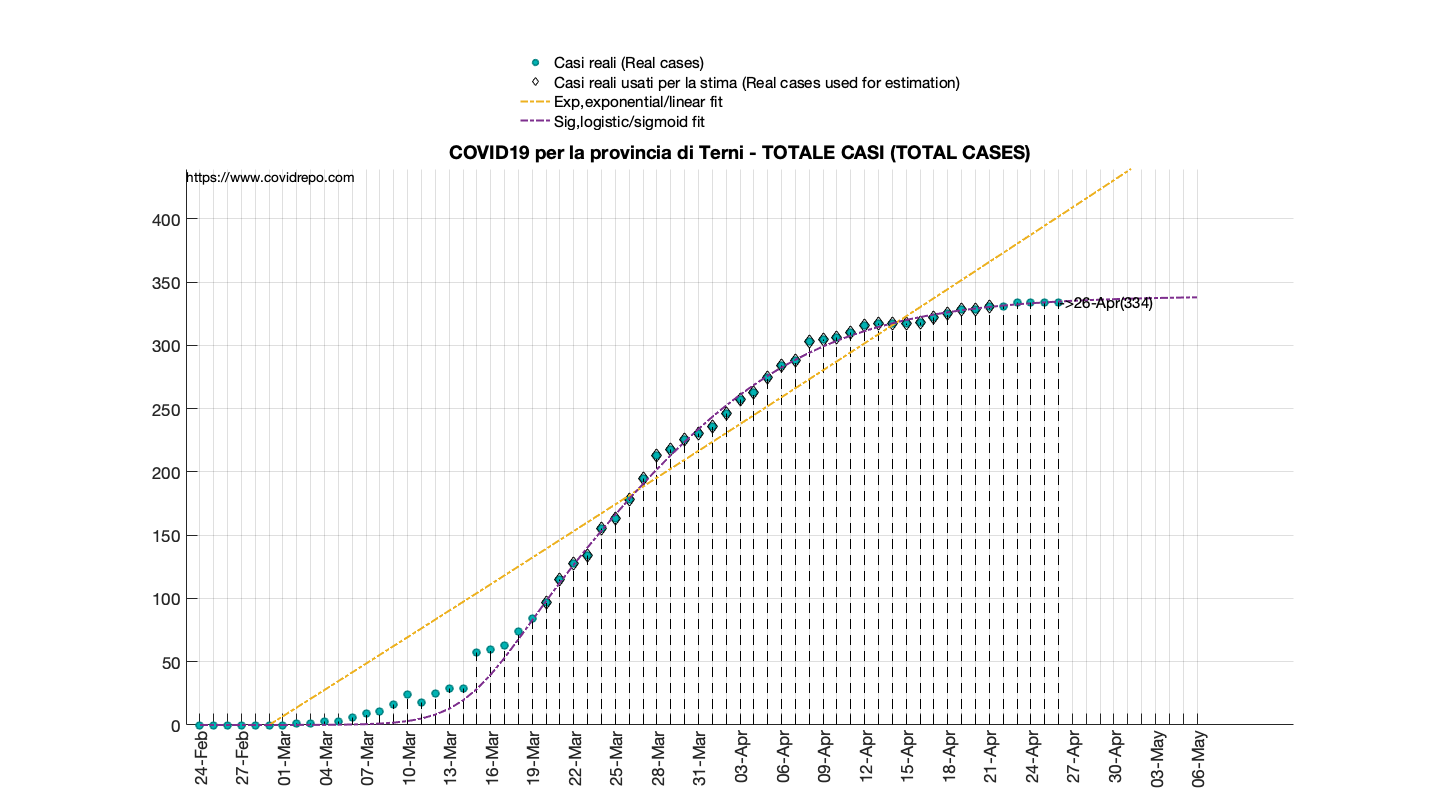 Casi reali (Real cases)
Casi reali usati per la stima (Real cases used for estimation)
Exp,exponential/linear fit
Sig,logistic/sigmoid fit
COVID19 per la provincia di Terni - TOTALE CASI (TOTAL CASES)
https://www.covidrepo.com
400
350
300
250
200
150
100
50
0
->26-Apr(334)
24-Feb
27-Feb
01-Mar
04-Mar
07-Mar
10-Mar
13-Mar
16-Mar
19-Mar
22-Mar
25-Mar
28-Mar
31-Mar
03-Apr
06-Apr
09-Apr
12-Apr
15-Apr
18-Apr
21-Apr
24-Apr
27-Apr
30-Apr
03-May
06-May